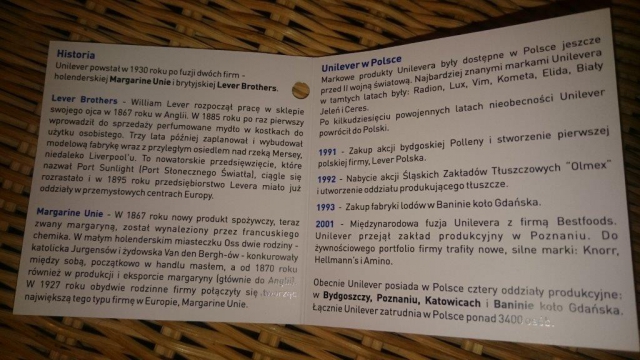 Historia
Unilever powstał w 1930 roku po fuzji dwóch firm -
holenderskiej Margarine Unie i brytyjskiej Lever Brothers.
Lever Brothers - William Lever rozpoczął pracę w sklepie
swojego ojca w 1867 roku w Anglii. W 1885 roku po raz pierwszy
wprowadził do sprzedaży perfumowane mydło w kostkach do
użytku osobistego. Trzy lata później zaplanował i wybudował
modelową fabrykę wraz z przyległym osiedlem nad rzeką Mersey,
niedaleko Liverpool'u. To nowatorskie przedsięwzięcie, które
nazwał Port Sunlight (Port Słonecznego Światła), ciągle się
rozrastało i w 1895 roku przedsiębiorstwo Levera miało już
oddziały w przemysłowych centrach Europy.
Margarine Unie - W 1867 roku nowy produkt spożywczy, teraz
zwany margaryną, został wynaleziony przez francuskiego
chemika. W małym holenderskim miasteczku Oss dwie rodziny -
katolicka Jurgensów i żydowska Van den Bergh-ów - konkurowały
między sobą, początkowo w handlu masłem, a od 1870 roku
również w produkcji i eksporcie margaryny (głównie do Anglii).
W 1927 roku obydwie rodzinne firmy połączyły się tworząc
największą tego typu firmę w Europie, Margarine Unie.
Unilever w Polsce
Markowe produkty Unilevera były dostępne w Polsce jeszcze
przed II wojną światową. Najbardziej znanymi markami Unilevera
w tamtych latach były: Radion, Lux, Vim, Kometa, Elida, Biały
Jeleń i Ceres.
Po kilkudziesięciu powojennych latach nieobecności Unilever
powrócił do Polski.
1991 - Zakup akcji bydgoskiej Polleny i stworzenie pierwszej
polskiej firmy, Lever Polska.
1992 - Nabycie akcji Śląskich Zakładów Tłuszczowych "Olmex"
i utworzenie oddziału produkującego tłuszcze.
1993 - Zakup fabryki lodów w Baninie koło Gdańska.
2001 - Międzynarodowa fuzja Unilevera z firmą Bestfoods.
Unilever przejął zakład produkcyjny w Poznaniu. Do
żywnościowego portfolio firmy trafiły nowe, silne marki: Knorr,
Hellmann's i Amino.
Obecnie Unilever posiada w Polsce cztery oddziały produkcyjne:
w Bydgoszczy, Poznaniu, Katowicach i Baninie koło Gdańska.
Łącznie Unilever zatrudnia w Polsce ponad 3400